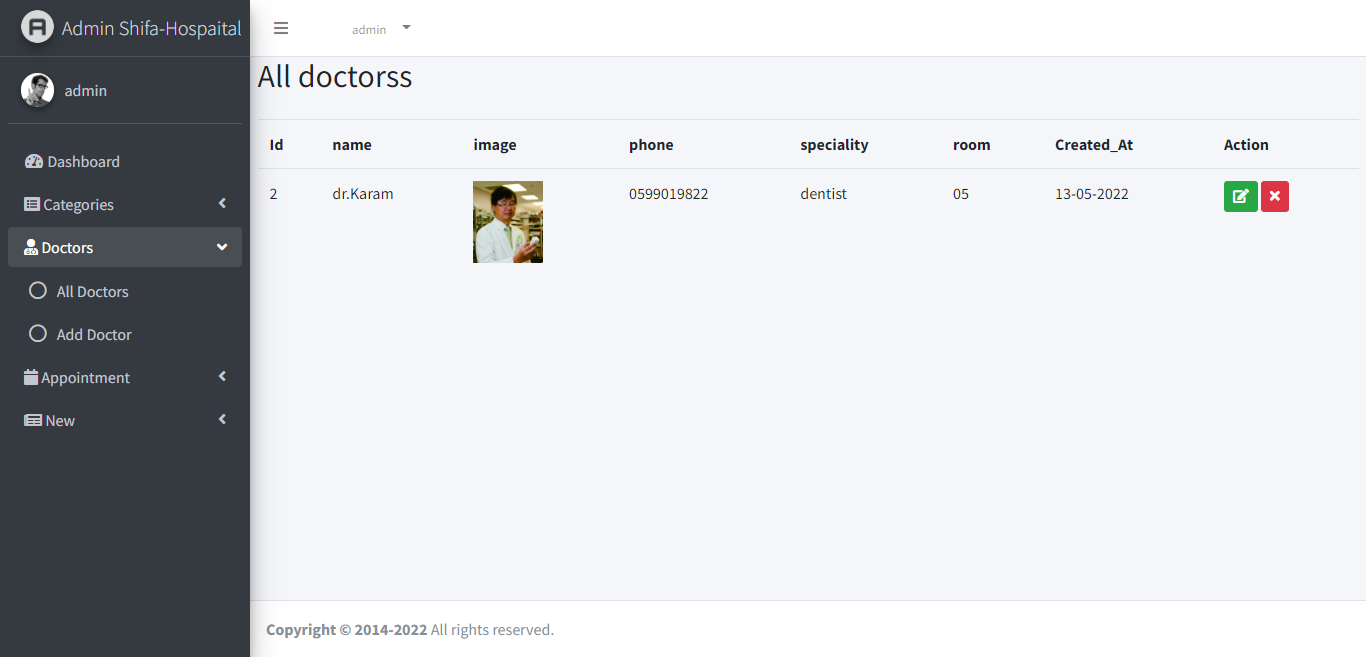 Admin Shifa-Hospaital
admin
admin
Dashboard
Categories
Doctors
All Doctors
Add Doctor
Appointment
New
All doctorss
Id name image phone speciality room Created_At Action
2 dr.Karam 0599019822 dentist 05 13-05-2022
Copyright © 2014-2022 All rights reserved.